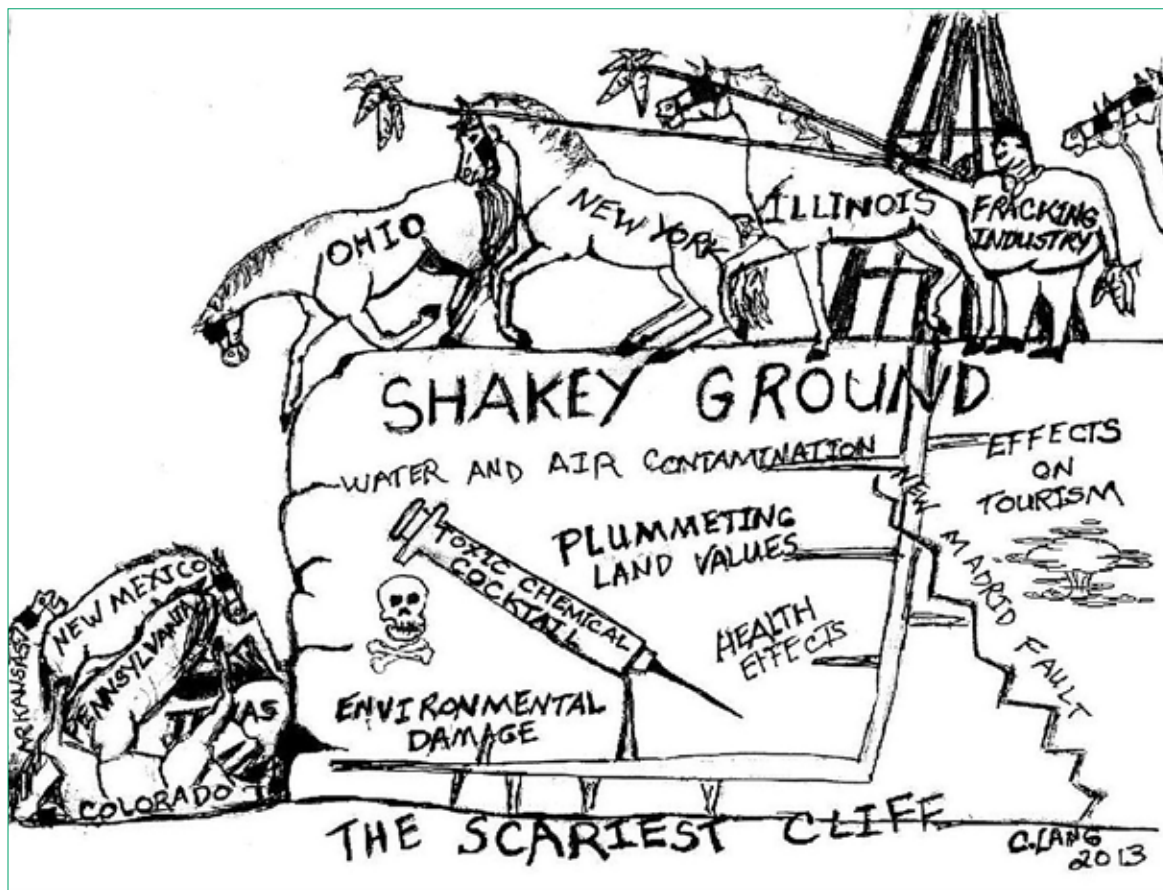 OHIO
NEW YORK
ILLINOIS
FRACKING
INDUSTRY
SHAKEY GROUND
WATER AND AIR CONTAMINATION
EFFECTS
ON
TOURISM
PLUMMETING
LAND VALUES
TOXIC CHEMICAL
COCKTAIL
HEALTH
EFFECTS
NEW MADRID FAULT
ENVIRONMENTAL
DAMAGE
ARKANSAS
NEW MEXICO
PENNSYLVANIA
TEXAS
COLORADO
THE SCARIEST CLIFF
C. LANG
2013